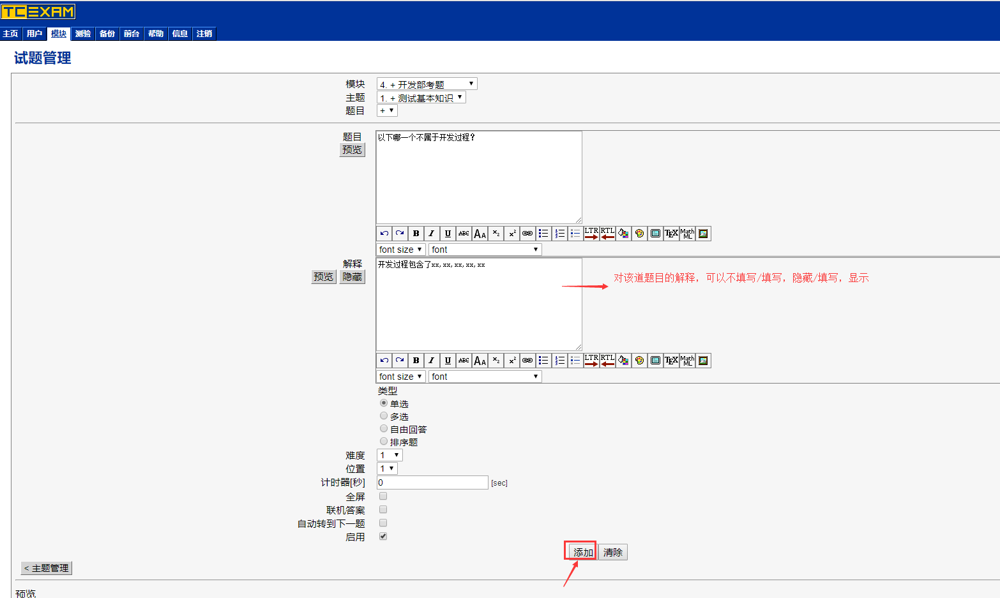 TCEXAM
主页 用户 模块 测验 备份 前台 帮助 信息 注销
试题管理
模块 4. + 开发部考题
主题 1. + 测试基本知识
题目 +
题目 以下哪一个不属于开发过程？
预览
B I U ABC AA ×₂ ×² LTR RTL TEX Math ML
font size font
解释 开发过程包含了xx,xx,xx,xx,xx
预览 隐藏 对该道题目的解释，可以不填写/填写，隐藏/填写，显示
B I U ABC AA ×₂ ×² LTR RTL TEX Math ML
font size font
类型
单选
多选
自由回答
排序题
难度 1
位置 1
计时器[秒] 0 [sec]
全屏
联机答案
自动转到下一题
启用
添加 清除
< 主题管理
预览